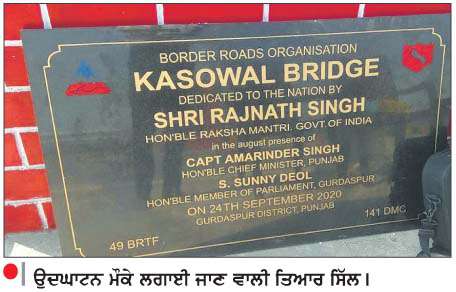 BORDER ROADS ORGANISATION
KASOWAL BRIDGE
DEDICATED TO THE NATION BY
SHRI RAJNATH SINGH
HON'BLE RAKSHA MANTRI. GOVT.OF INDIA
in the august presence of
CAPT AMARINDER SINGH
HON'BLE CHIEF MINISTER, PUNJAB
S. SUNNY DEOL
HON'BLE MEMBER OF PARLIAMENT, GURDASPUR
ON 24TH SEPTEMBER 2020
GURDASPUR DISTRICT, PUNJAB
49 BRTF 141 DMC
ਉਦਘਾਟਨ ਮੌਕੇ ਲਗਾਈ ਜਾਣ ਵਾਲੀ ਤਿਆਰ ਸਿੱਲ।